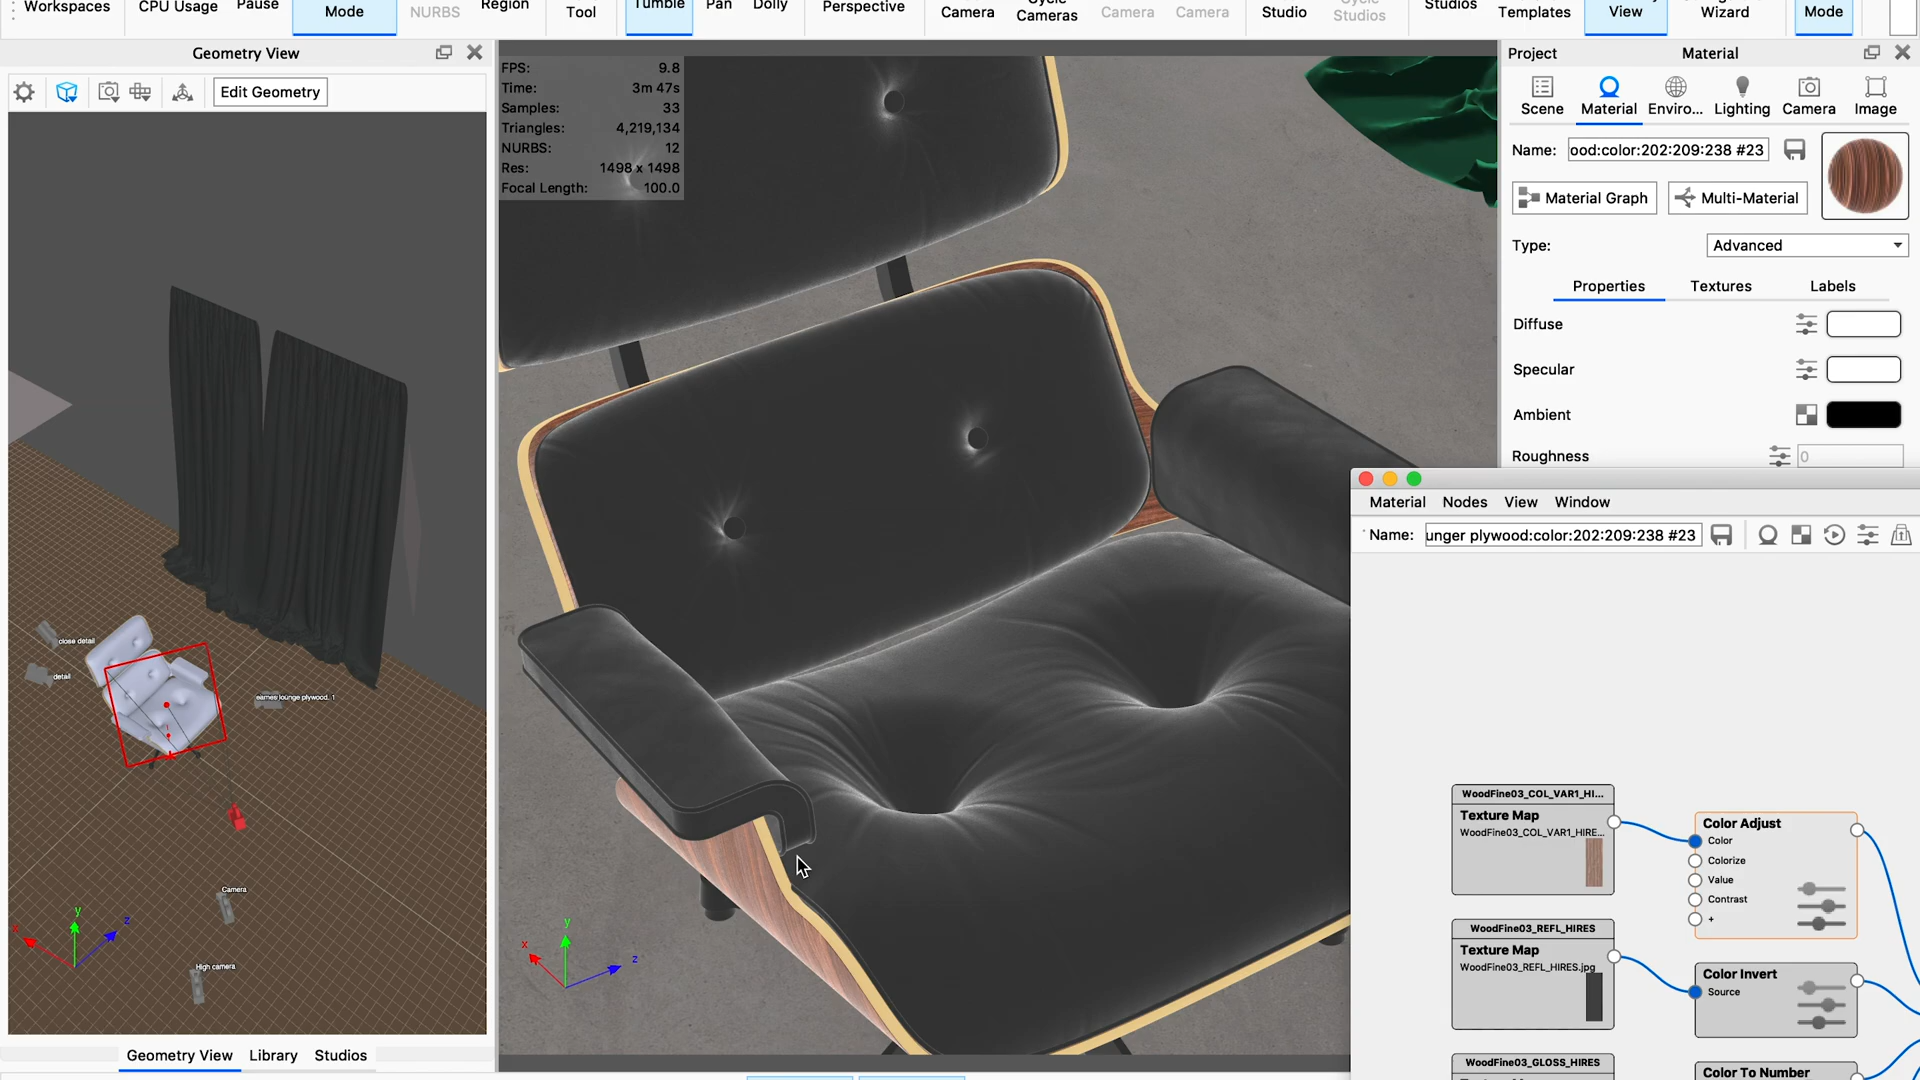 Workspaces
CPU Usage
Pause
Mode
NURBS
Region
Tool
Tumble
Pan
Dolly
Perspective
Camera
Cycle
Cameras
Camera
Camera
Studio
Cycle
Studios
Studios
Templates
View
Wizard
Mode
Geometry View
Edit Geometry
close detail
detail
eames lounge plywood. 1
Camera
High camera
y
x
z
Geometry View
Library
Studios
FPS: 9.8
Time: 3m 47s
Samples: 33
Triangles: 4,219,134
NURBS: 12
Res: 1498 x 1498
Focal Length: 100.0
y
x
z
Project
Material
Scene
Material
Enviro...
Lighting
Camera
Image
Name: ood:color:202:209:238 #23
Material Graph
Multi-Material
Type: Advanced
Properties
Textures
Labels
Diffuse
Specular
Ambient
Roughness 0
Material
Nodes
View
Window
Name: unger plywood:color:202:209:238 #23
WoodFine03_COL_VAR1_HI...
Texture Map
WoodFine03_COL_VAR1_HIRE...
Color Adjust
Color
Colorize
Value
Contrast
+
WoodFine03_REFL_HIRES
Texture Map
WoodFine03_REFL_HIRES.jpg
Color Invert
Source
WoodFine03_GLOSS_HIRES
Color To Number